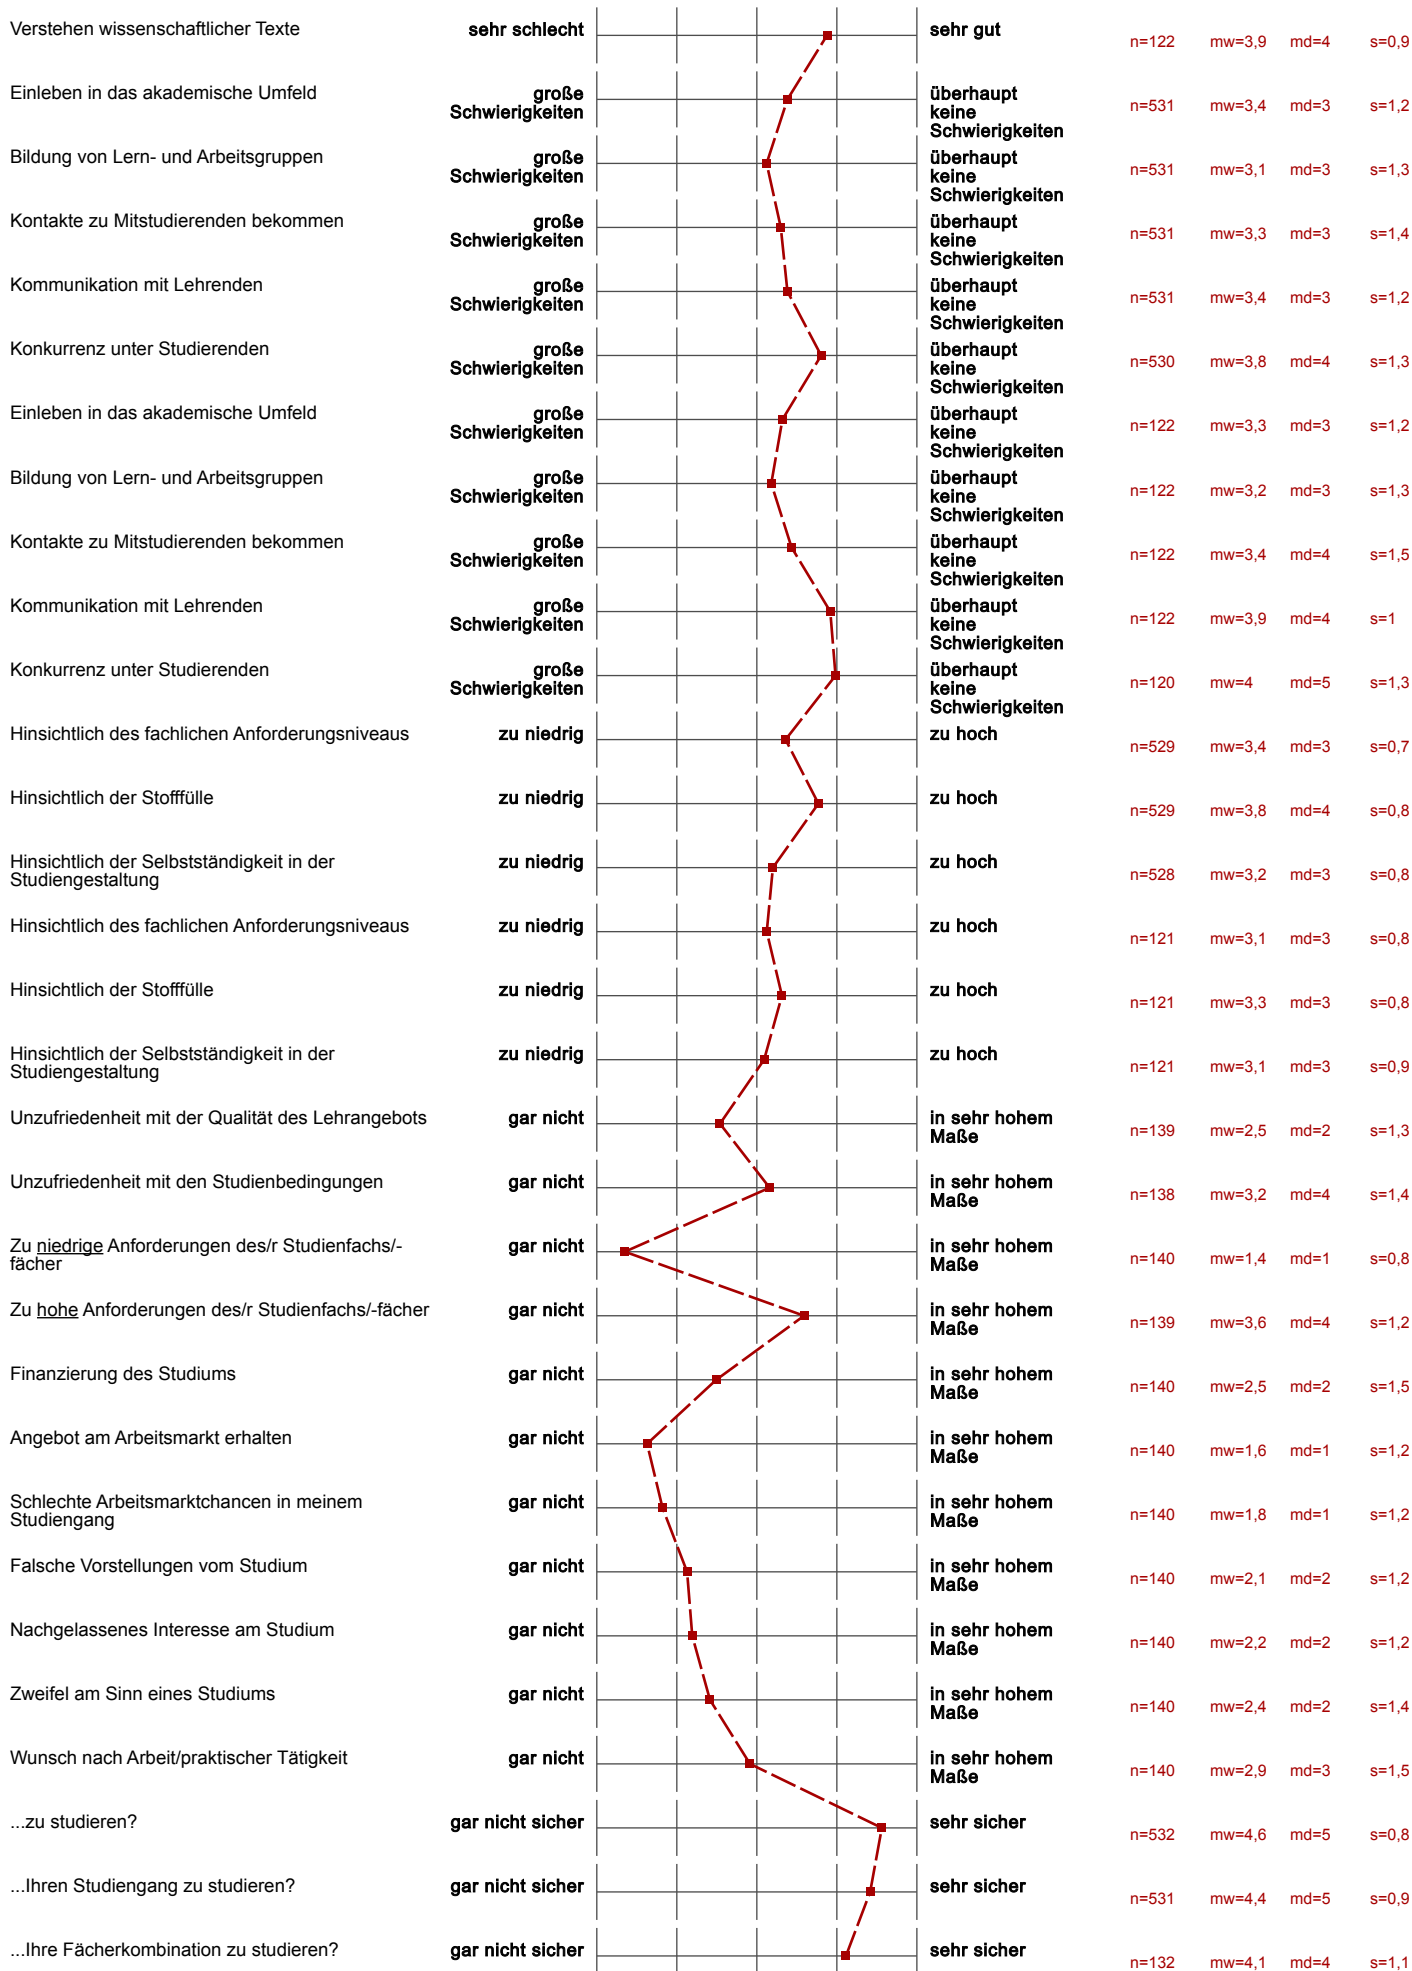 Verstehen wissenschaftlicher Texte sehr schlecht sehr gut n=122 mw=3,9 md=4 s=0,9
Einleben in das akademische Umfeld große überhaupt n=531 mw=3,4 md=3 s=1,2
Schwierigkeiten keine
Schwierigkeiten
Bildung von Lern- und Arbeitsgruppen große überhaupt n=531 mw=3,1 md=3 s=1,3
Schwierigkeiten keine
Schwierigkeiten
Kontakte zu Mitstudierenden bekommen große überhaupt n=531 mw=3,3 md=3 s=1,4
Schwierigkeiten keine
Schwierigkeiten
Kommunikation mit Lehrenden große überhaupt n=531 mw=3,4 md=3 s=1,2
Schwierigkeiten keine
Schwierigkeiten
Konkurrenz unter Studierenden große überhaupt n=530 mw=3,8 md=4 s=1,3
Schwierigkeiten keine
Schwierigkeiten
Einleben in das akademische Umfeld große überhaupt n=122 mw=3,3 md=3 s=1,2
Schwierigkeiten keine
Schwierigkeiten
Bildung von Lern- und Arbeitsgruppen große überhaupt n=122 mw=3,2 md=3 s=1,3
Schwierigkeiten keine
Schwierigkeiten
Kontakte zu Mitstudierenden bekommen große überhaupt n=122 mw=3,4 md=4 s=1,5
Schwierigkeiten keine
Schwierigkeiten
Kommunikation mit Lehrenden große überhaupt n=122 mw=3,9 md=4 s=1
Schwierigkeiten keine
Schwierigkeiten
Konkurrenz unter Studierenden große überhaupt n=120 mw=4 md=5 s=1,3
Schwierigkeiten keine
Schwierigkeiten
Hinsichtlich des fachlichen Anforderungsniveaus zu niedrig zu hoch n=529 mw=3,4 md=3 s=0,7
Hinsichtlich der Stofffülle zu niedrig zu hoch n=529 mw=3,8 md=4 s=0,8
Hinsichtlich der Selbstständigkeit in der zu niedrig zu hoch n=528 mw=3,2 md=3 s=0,8
Studiengestaltung
Hinsichtlich des fachlichen Anforderungsniveaus zu niedrig zu hoch n=121 mw=3,1 md=3 s=0,8
Hinsichtlich der Stofffülle zu niedrig zu hoch n=121 mw=3,3 md=3 s=0,8
Hinsichtlich der Selbstständigkeit in der zu niedrig zu hoch n=121 mw=3,1 md=3 s=0,9
Studiengestaltung
Unzufriedenheit mit der Qualität des Lehrangebots gar nicht in sehr hohem n=139 mw=2,5 md=2 s=1,3
Maße
Unzufriedenheit mit den Studienbedingungen gar nicht in sehr hohem n=138 mw=3,2 md=4 s=1,4
Maße
Zu niedrige Anforderungen des/r Studienfachs/- gar nicht in sehr hohem n=140 mw=1,4 md=1 s=0,8
fächer Maße
Zu hohe Anforderungen des/r Studienfachs/-fächer gar nicht in sehr hohem n=139 mw=3,6 md=4 s=1,2
Maße
Finanzierung des Studiums gar nicht in sehr hohem n=140 mw=2,5 md=2 s=1,5
Maße
Angebot am Arbeitsmarkt erhalten gar nicht in sehr hohem n=140 mw=1,6 md=1 s=1,2
Maße
Schlechte Arbeitsmarktchancen in meinem gar nicht in sehr hohem n=140 mw=1,8 md=1 s=1,2
Studiengang Maße
Falsche Vorstellungen vom Studium gar nicht in sehr hohem n=140 mw=2,1 md=2 s=1,2
Maße
Nachgelassenes Interesse am Studium gar nicht in sehr hohem n=140 mw=2,2 md=2 s=1,2
Maße
Zweifel am Sinn eines Studiums gar nicht in sehr hohem n=140 mw=2,4 md=2 s=1,4
Maße
Wunsch nach Arbeit/praktischer Tätigkeit gar nicht in sehr hohem n=140 mw=2,9 md=3 s=1,5
Maße
...zu studieren? gar nicht sicher sehr sicher n=532 mw=4,6 md=5 s=0,8
...Ihren Studiengang zu studieren? gar nicht sicher sehr sicher n=531 mw=4,4 md=5 s=0,9
...Ihre Fächerkombination zu studieren? gar nicht sicher sehr sicher n=132 mw=4,1 md=4 s=1,1